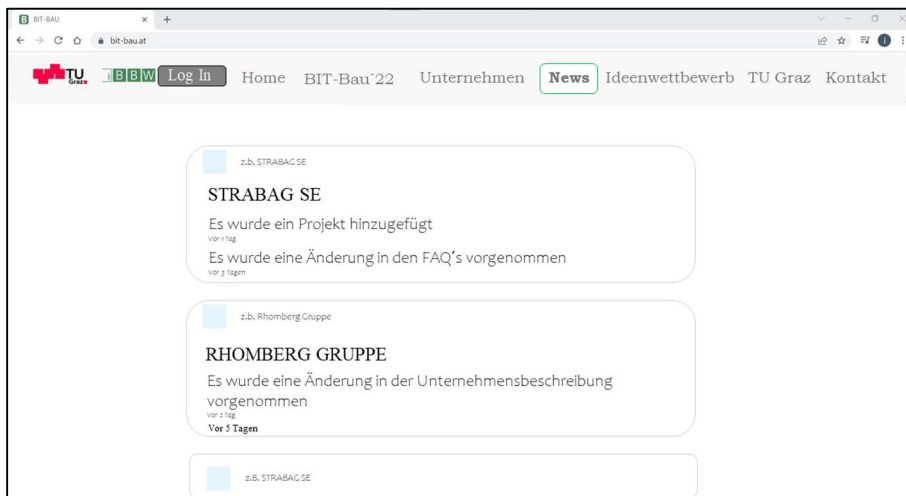 B BIT-BAU
bit-bau.at
TU Graz
BBW
Log In
Home
BIT-Bau´22
Unternehmen
News
Ideenwettbewerb
TU Graz
Kontakt
z.b. STRABAG SE
STRABAG SE
Es wurde ein Projekt hinzugefügt
Vor 1 Tag
Es wurde eine Änderung in den FAQ´s vorgenommen
Vor 3 Tagen
z.b. Rhomberg Gruppe
RHOMBERG GRUPPE
Es wurde eine Änderung in der Unternehmensbeschreibung
vorgenommen
Vor 2 Tag
Vor 5 Tagen
z.B. STRABAG SE